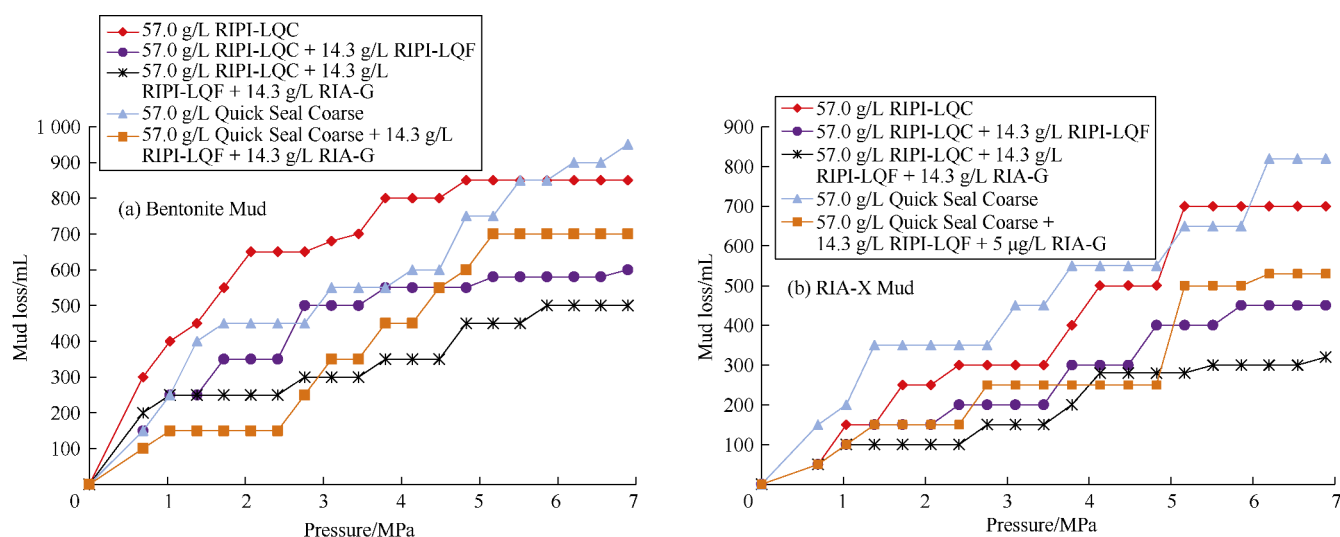 57.0 g/L RIPI-LQC
57.0 g/L RIPI-LQC + 14.3 g/L RIPI-LQF
57.0 g/L RIPI-LQC + 14.3 g/L
RIPI-LQF + 14.3 g/L RIA-G
57.0 g/L Quick Seal Coarse
57.0 g/L Quick Seal Coarse + 14.3 g/L
RIPI-LQF + 14.3 g/L RIA-G
(a) Bentonite Mud
Mud loss/mL
1 000
900
800
700
600
500
400
300
200
100
0
1 2 3 4 5 6 7
Pressure/MPa
57.0 g/L RIPI-LQC
57.0 g/L RIPI-LQC + 14.3 g/L RIPI-LQF
57.0 g/L RIPI-LQC + 14.3 g/L
RIPI-LQF + 14.3 g/L RIA-G
57.0 g/L Quick Seal Coarse
57.0 g/L Quick Seal Coarse +
14.3 g/L RIPI-LQF + 5 μg/L RIA-G
(b) RIA-X Mud
Mud loss/mL
900
800
700
600
500
400
300
200
100
0
1 2 3 4 5 6 7
Pressure/MPa